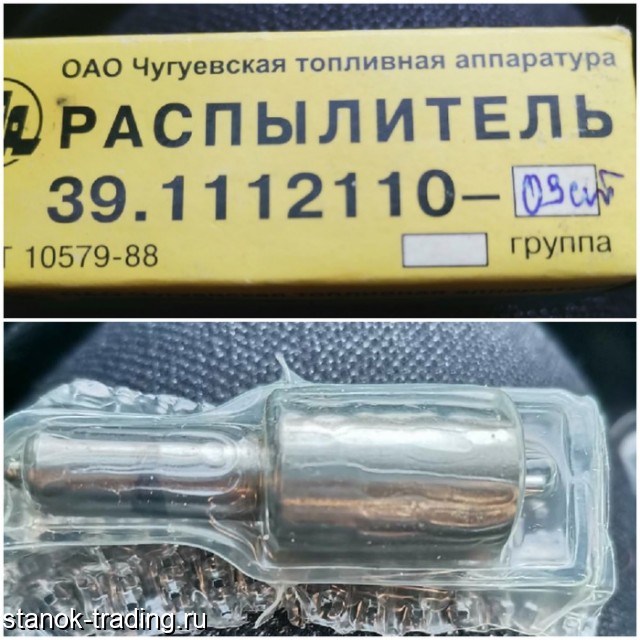 ОАО Чугуевская топливная аппаратура
РАСПЫЛИТЕЛЬ
39.1112110-
Т 10579-88
группа
stanok-trading.ru